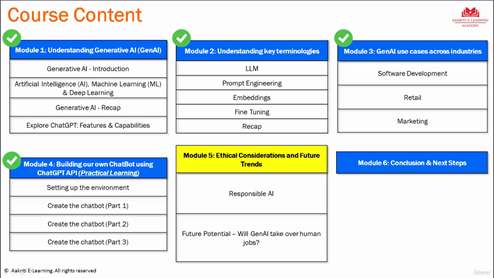 Course Content
AAKRITI E-LEARNING
ACADEMY
Module 1: Understanding Generative AI (GenAI)
Generative AI - Introduction
Artificial Intelligence (AI), Machine Learning (ML)
& Deep Learning
Generative AI - Recap
Explore ChatGPT: Features & Capabilities
Module 2: Understanding key terminologies
LLM
Prompt Engineering
Embeddings
Fine Tuning
Recap
Module 3: GenAI use cases across industries
Software Development
Retail
Marketing
Module 4: Building our own ChatBot using
ChatGPT API (Practical Learning)
Setting up the environment
Create the chatbot (Part 1)
Create the chatbot (Part 2)
Create the chatbot (Part 3)
Module 5: Ethical Considerations and Future
Trends
Responsible AI
Future Potential – Will GenAI take over human
jobs?
Module 6: Conclusion & Next Steps
© Aakriti E-Learning. All rights reserved
Udemy